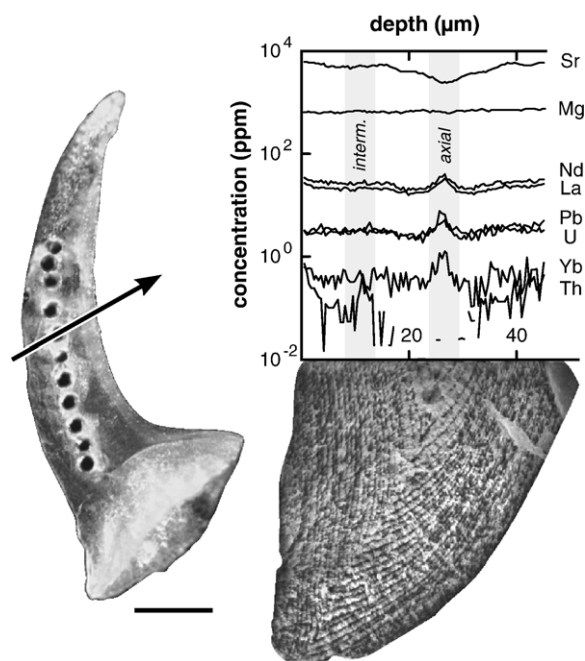 depth (µm)
concentration (ppm)
10⁴
10²
10⁰
10⁻²
interm.
axial
Sr
Mg
Nd
La
Pb
U
Yb
Th
20
40